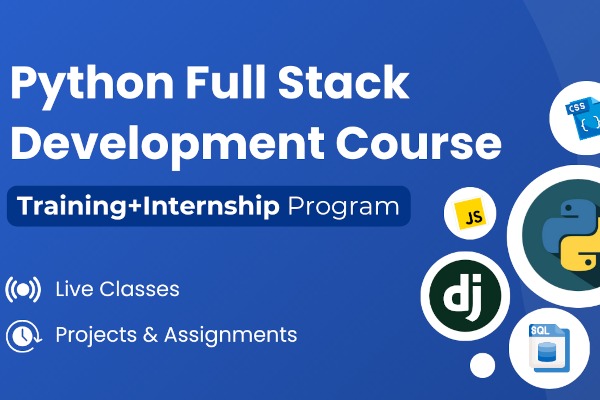 Python Full Stack
Development Course
Training+Internship Program
Live Classes
Projects & Assignments
CSS
JS
dj
SQL